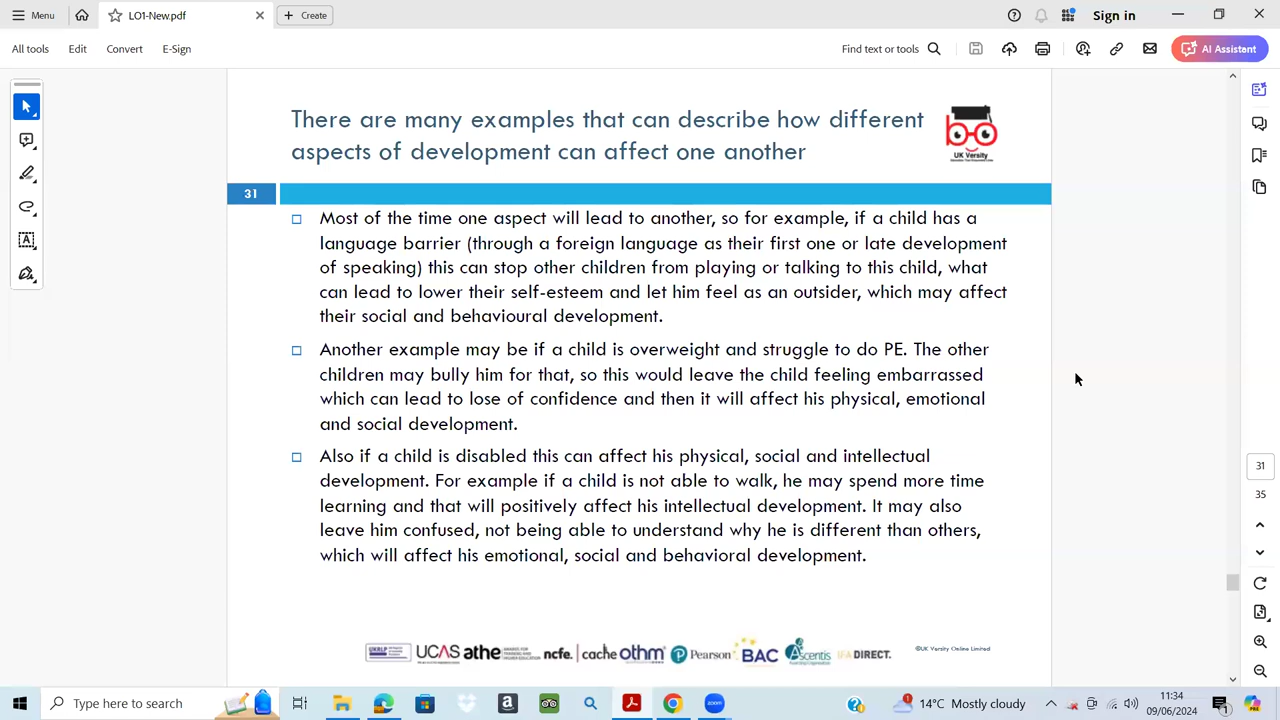 Menu
LO1-New.pdf
Create
Sign in
All tools
Edit
Convert
E-Sign
Find text or tools
AI Assistant
There are many examples that can describe how different
aspects of development can affect one another
UK Versity
31
Most of the time one aspect will lead to another, so for example, if a child has a
language barrier (through a foreign language as their first one or late development
of speaking) this can stop other children from playing or talking to this child, what
can lead to lower their self-esteem and let him feel as an outsider, which may affect
their social and behavioural development.
Another example may be if a child is overweight and struggle to do PE. The other
children may bully him for that, so this would leave the child feeling embarrassed
which can lead to lose of confidence and then it will affect his physical, emotional
and social development.
Also if a child is disabled this can affect his physical, social and intellectual
development. For example if a child is not able to walk, he may spend more time
learning and that will positively affect his intellectual development. It may also
leave him confused, not being able to understand why he is different than others,
which will affect his emotional, social and behavioral development.
31
35
UKRLP UCAS athe ncfe. cache othm Pearson BAC Ascentis DIRECT.
©UK Versity Online Limited
Type here to search
14°C Mostly cloudy
11:34
09/06/2024